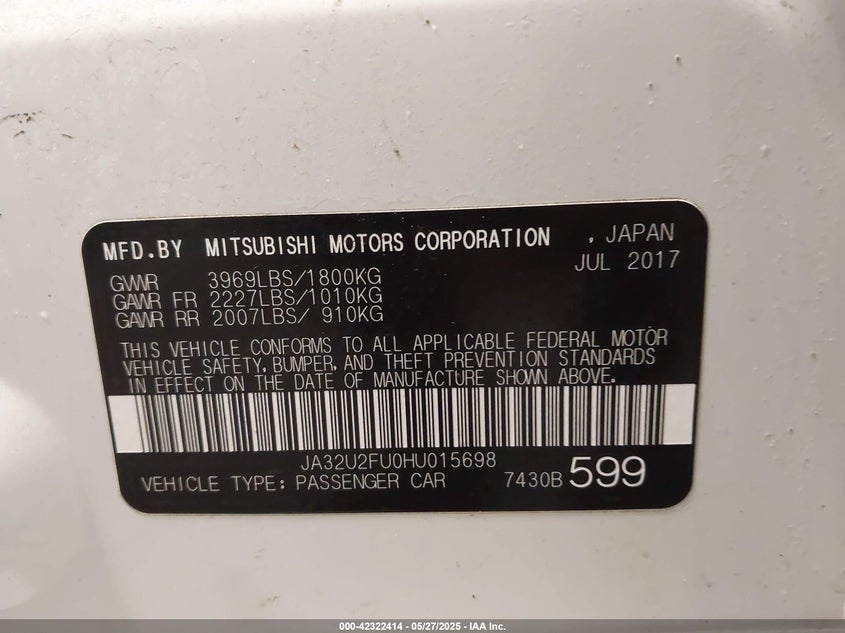 MFD.BY MITSUBISHI MOTORS CORPORATION , JAPAN
JUL 2017
GVWR 3969LBS/1800KG
GAWR FR 2227LBS/1010KG
GAWR RR 2007LBS/ 910KG
THIS VEHICLE CONFORMS TO ALL APPLICABLE FEDERAL MOTOR
VEHICLE SAFETY, BUMPER, AND THEFT PREVENTION STANDARDS
IN EFFECT ON THE DATE OF MANUFACTURE SHOWN ABOVE.
JA32U2FU0HU015698
VEHICLE TYPE: PASSENGER CAR 7430B 599
000-42322414 - 05/27/2025 - IAA Inc.